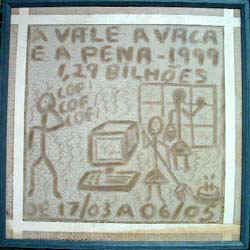 A VALE A VACA
E A PENA - 1999
1,29 BILHÕES
COF!
COF!
COF!
DE 17/03 A 06/05